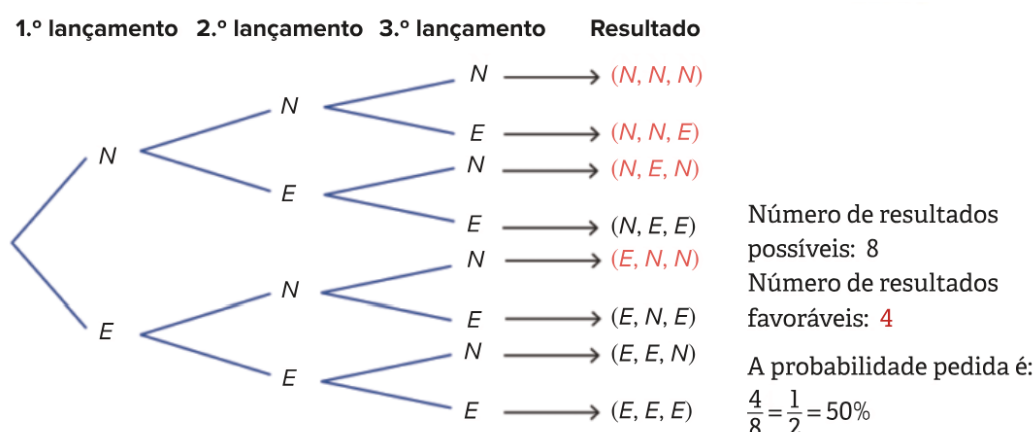 1.º lançamento 2.º lançamento 3.º lançamento Resultado
N (N, N, N)
N
E (N, N, E)
N
N (N, E, N)
E
E (N, E, E)
N (E, N, N)
N
E (E, N, E)
E
N (E, E, N)
E
E (E, E, E)
Número de resultados
possíveis: 8
Número de resultados
favoráveis: 4
A probabilidade pedida é:
4/8 = 1/2 = 50%